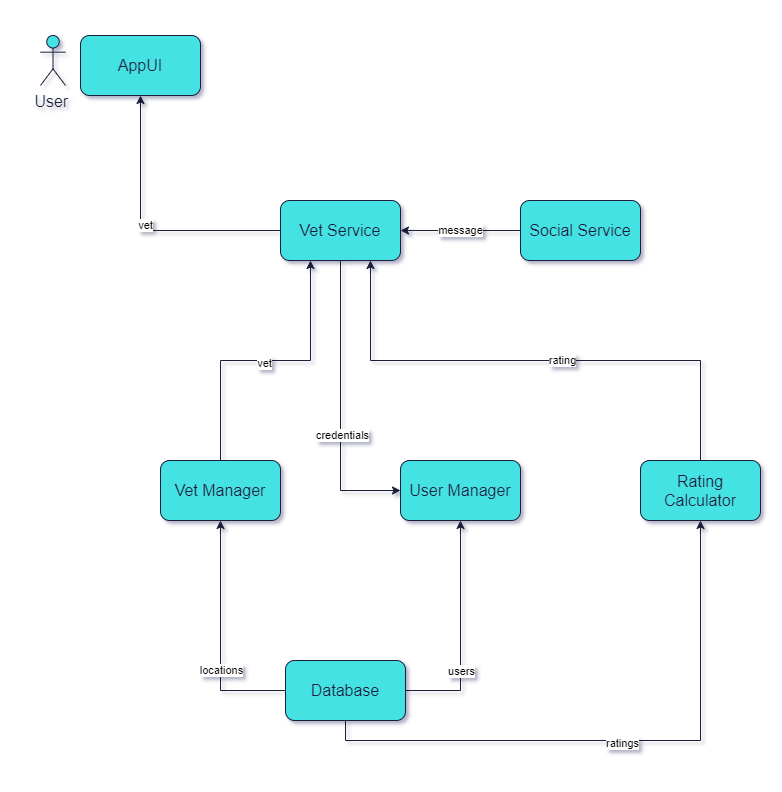 AppUI
User
vet
Vet Service
message
Social Service
vet
rating
credentials
Vet Manager
User Manager
Rating
Calculator
locations
users
Database
ratings